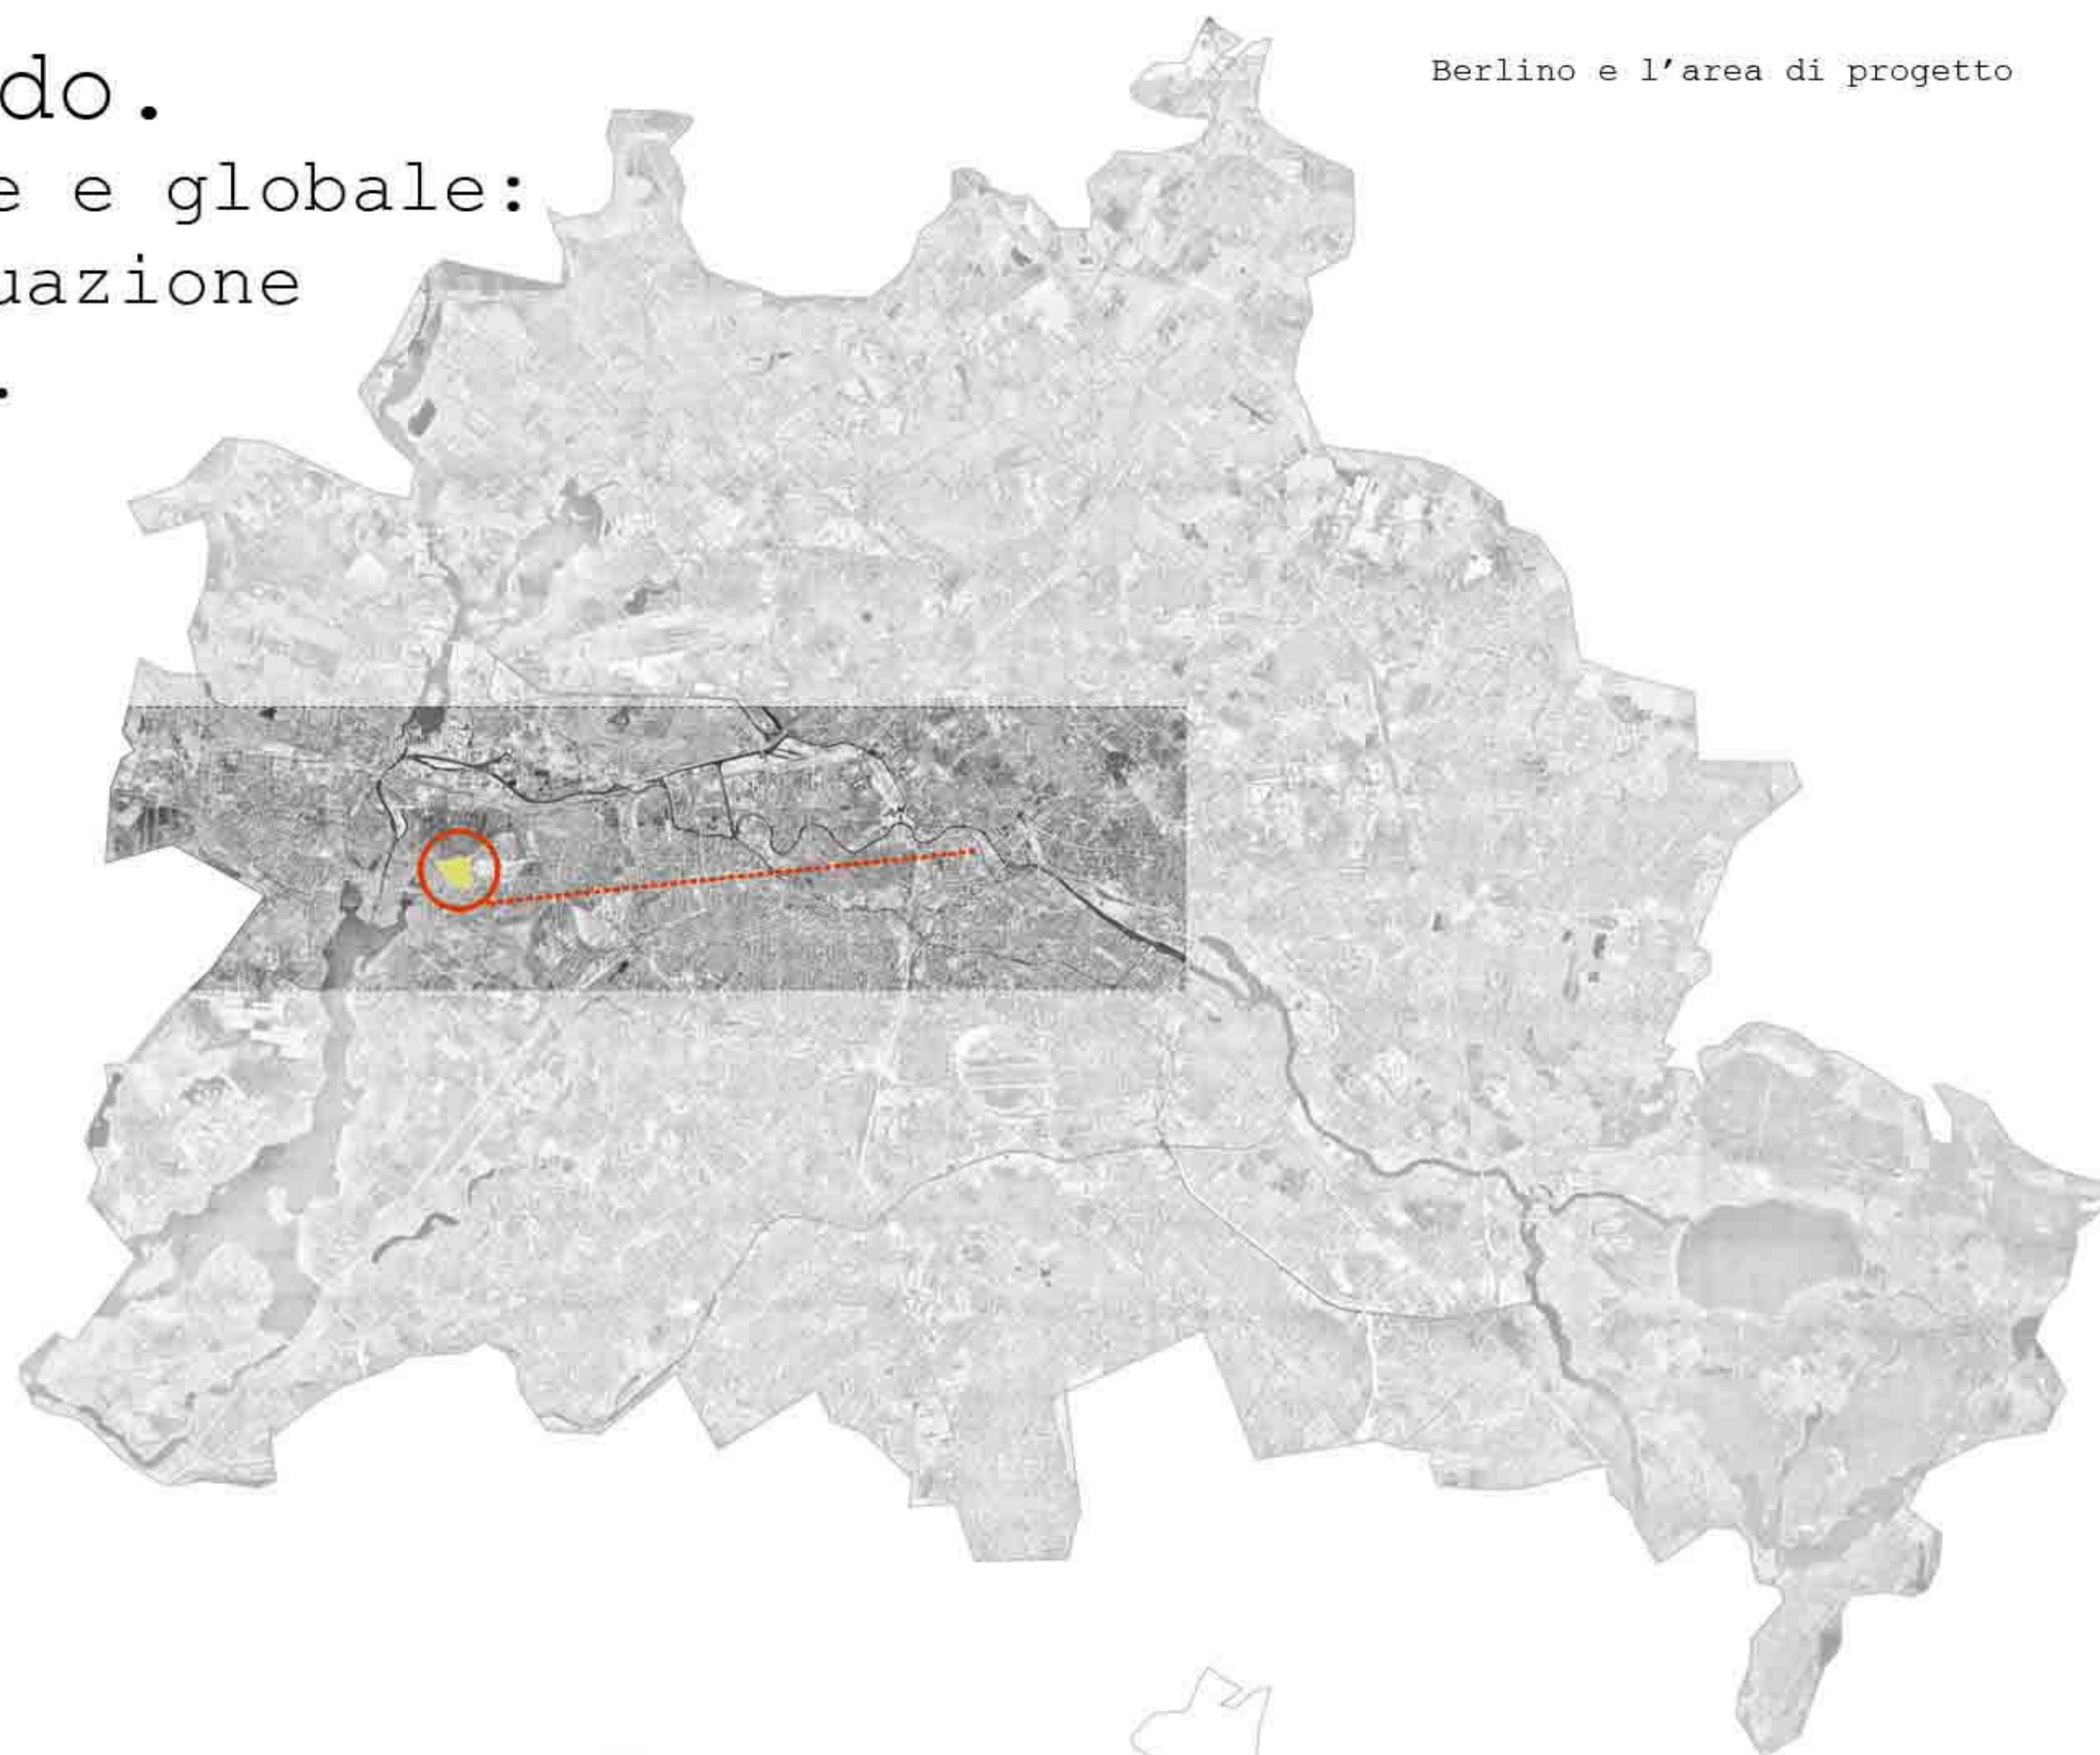 do.
e e globale:
uazione
.
Berlino e l’area di progetto